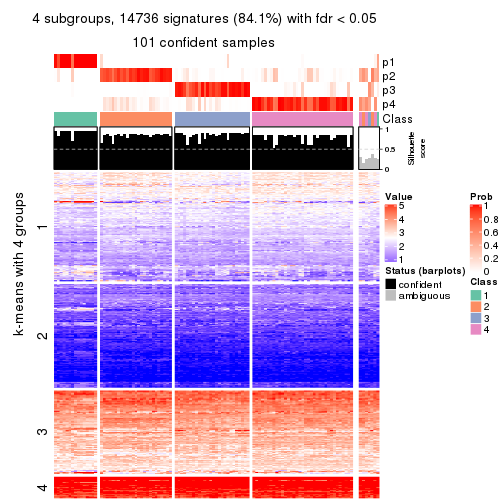 4 subgroups, 14736 signatures (84.1%) with fdr < 0.05
101 confident samples
p1
p2
p3
p4
Class
1
0.5
0
Silhouette
score
k-means with 4 groups
1
2
3
4
Value
5
4
3
2
1
Status (barplots)
confident
ambiguous
Prob
1
0.8
0.6
0.4
0.2
0
Class
1
2
3
4